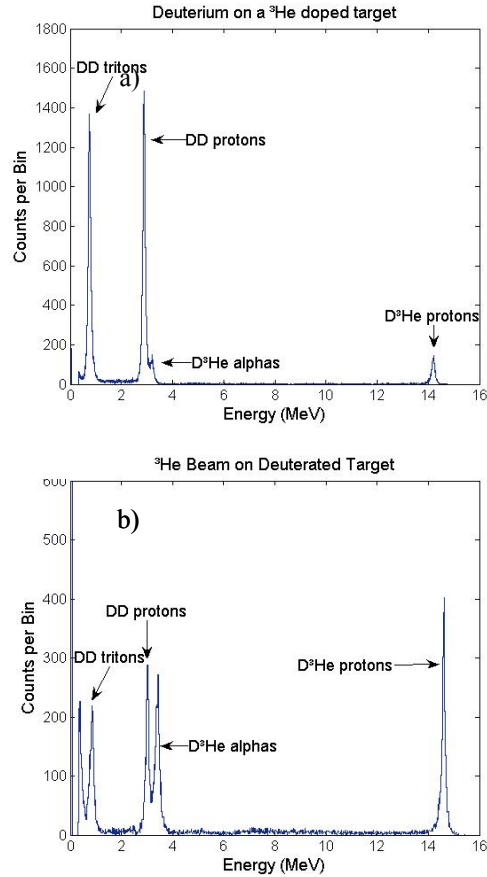 Deuterium on a ³He doped target
1800
DD tritons
a)
1600
1400
DD protons
1200
1000
800
600
400
D³He protons
200
D³He alphas
0
0 2 4 6 8 10 12 14 16
Counts per Bin
Energy (MeV)
³He Beam on Deuterated Target
600
b)
500
400
DD protons
DD tritons
D³He protons
300
200
D³He alphas
100
0
0 2 4 6 8 10 12 14 16
Counts per Bin
Energy (MeV)